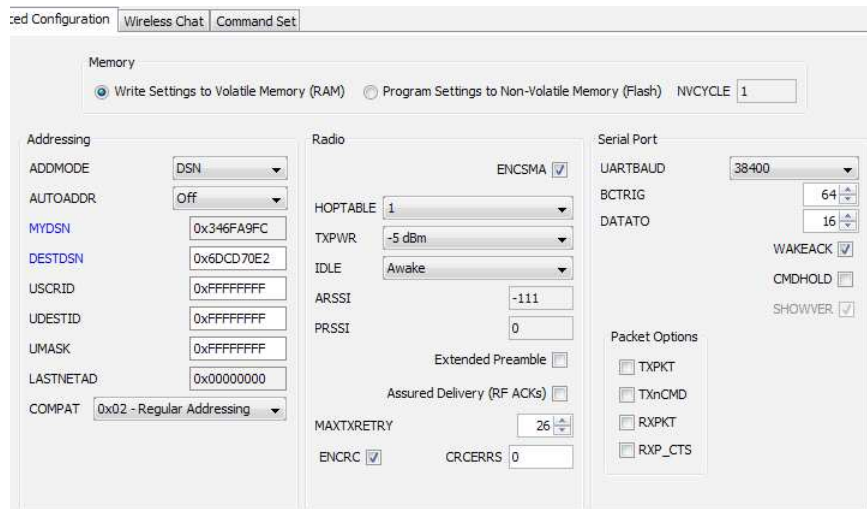 ced Configuration Wireless Chat Command Set
Memory
Write Settings to Volatile Memory (RAM) Program Settings to Non-Volatile Memory (Flash) NVCYCLE 1
Addressing
ADDMODE DSN
AUTOADDR Off
MYDSN 0x346FA9FC
DESTDSN 0x6DCD70E2
USCRID 0xFFFFFFFF
UDESTID 0xFFFFFFFF
UMASK 0xFFFFFFFF
LASTNETAD 0x00000000
COMPAT 0x02 - Regular Addressing
Radio
ENCSMA
HOPTABLE 1
TXPWR -5 dBm
IDLE Awake
ARSSI -111
PRSSI 0
Extended Preamble
Assured Delivery (RF ACKs)
MAXTXRETRY 26
ENCRC CRCERRS 0
Serial Port
UARTBAUD 38400
BCTRIG 64
DATATO 16
WAKEACK
CMDHOLD
SHOWVER
Packet Options
TXPKT
TXnCMD
RXPKT
RXP_CTS